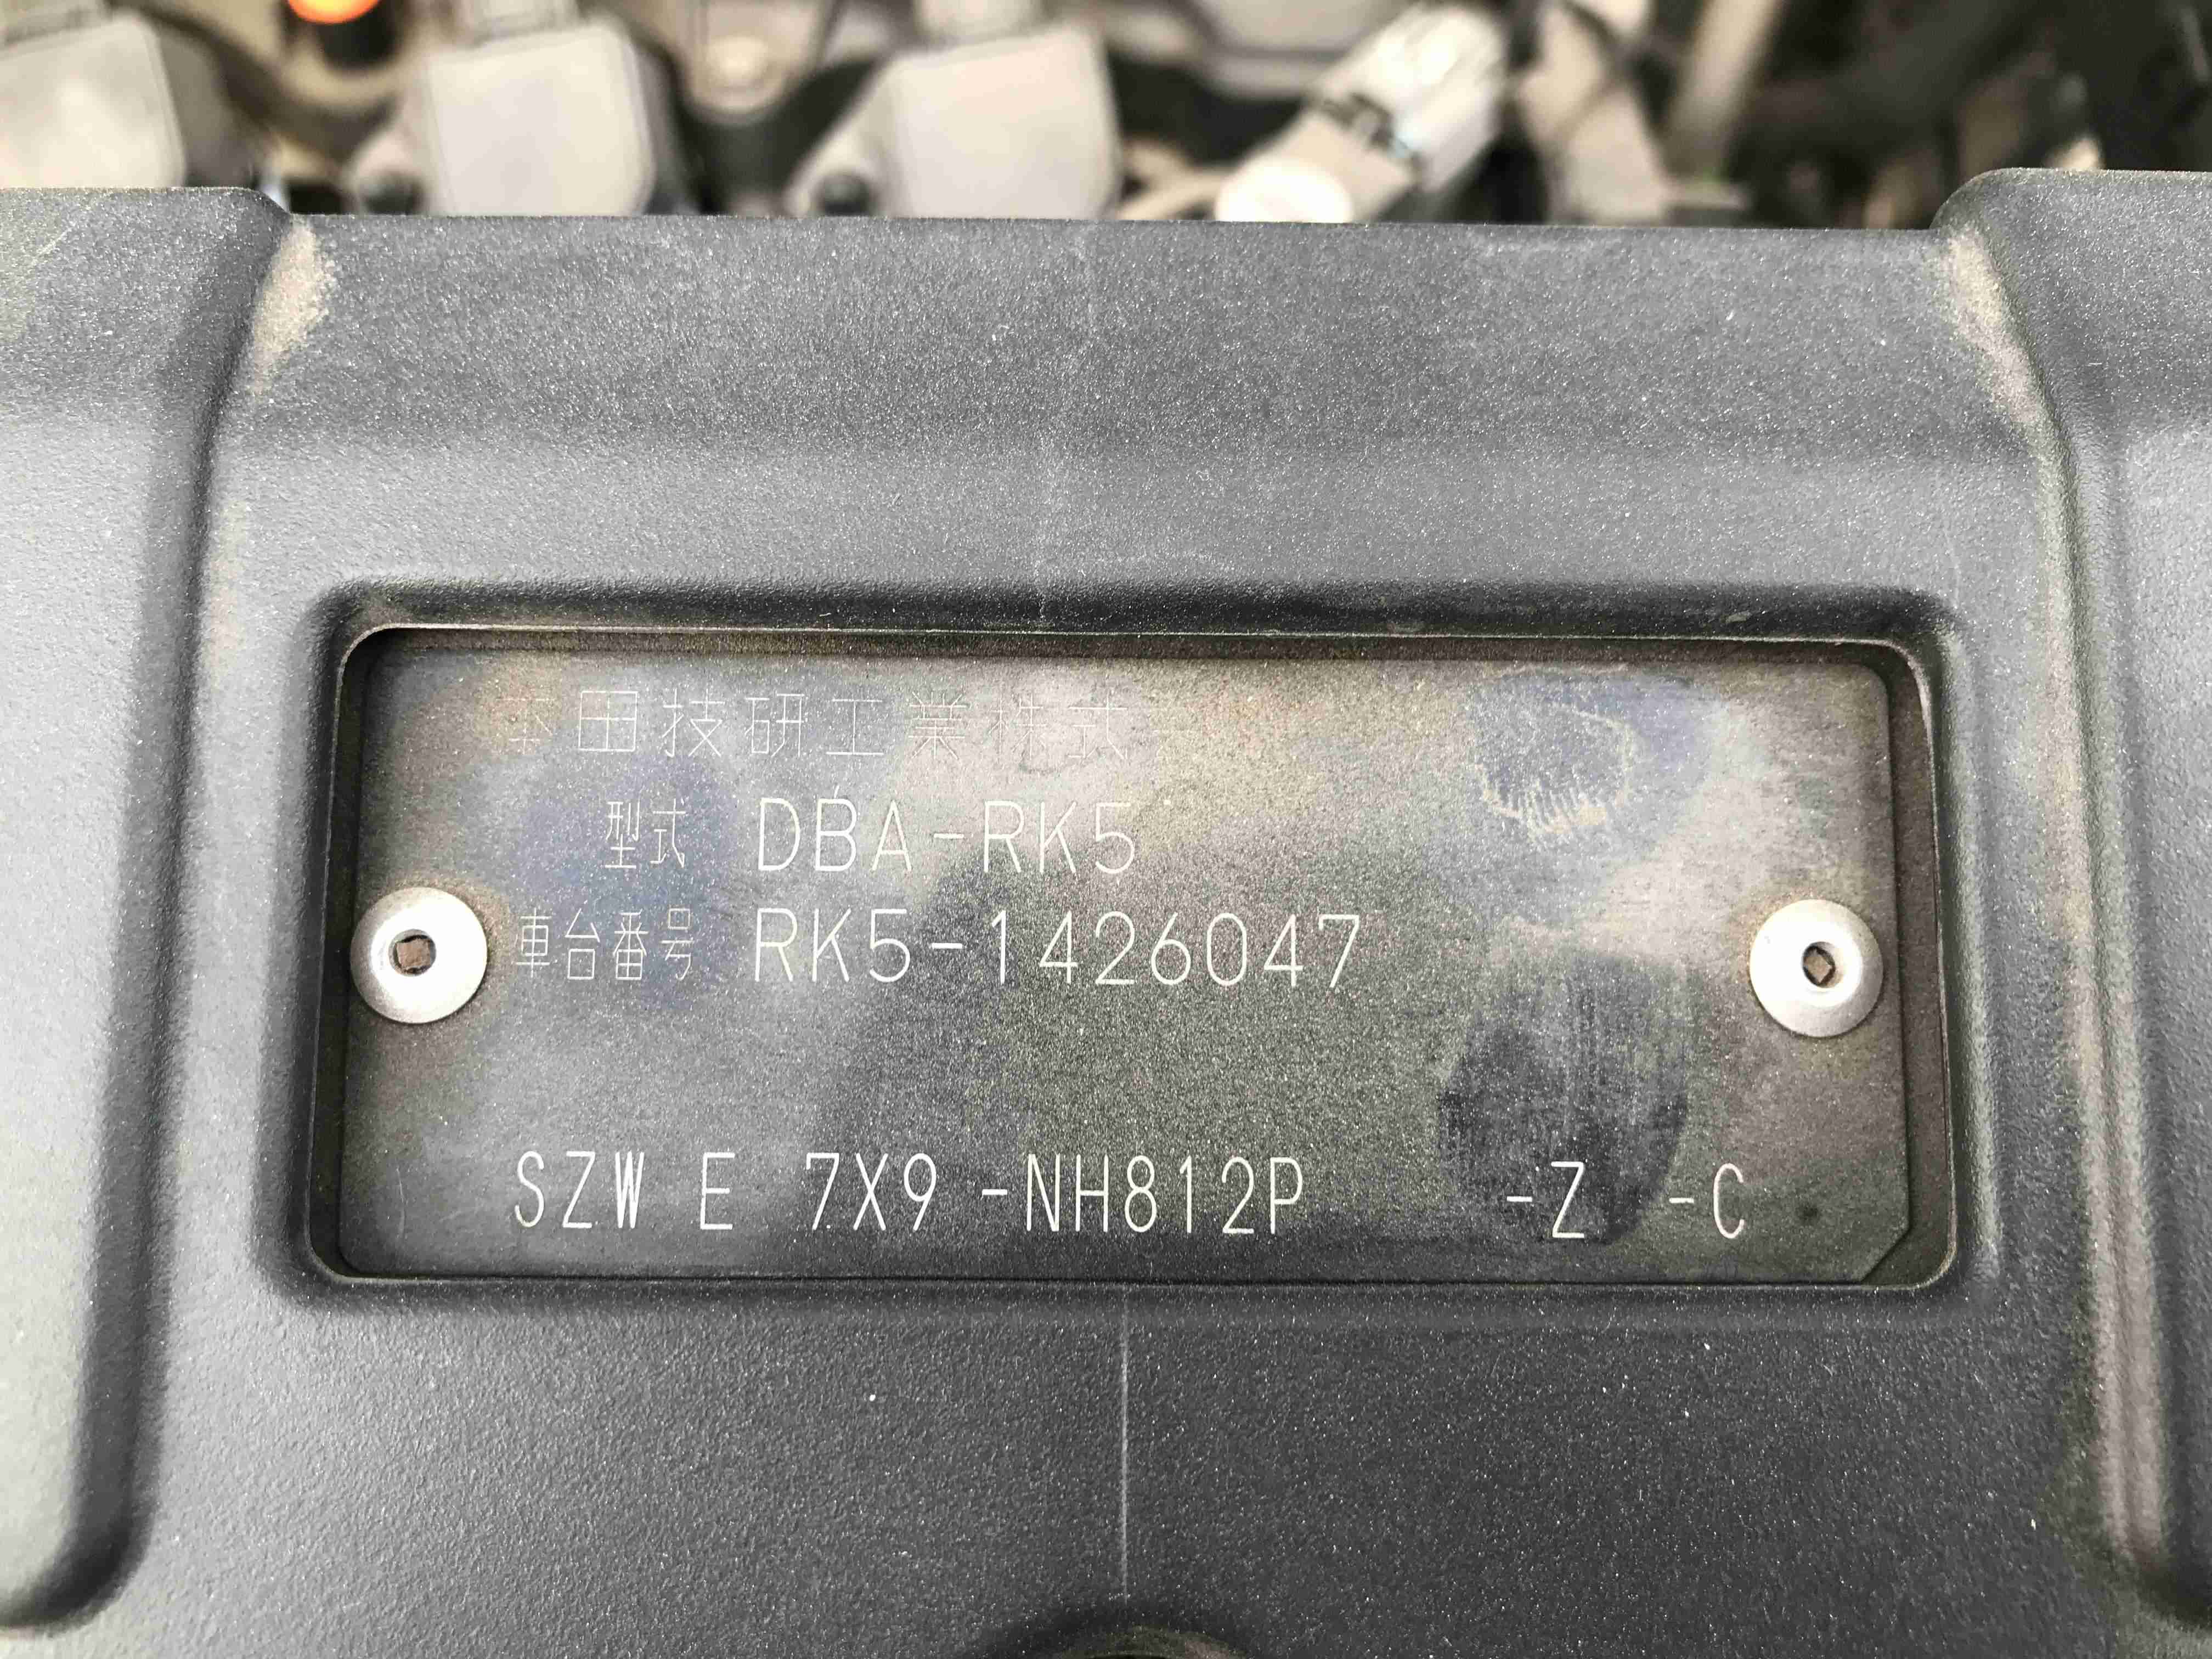 本田技研工業株式
型式 DBA-RK5
車台番号 RK5-1426047
SZW E 7X9 -NH812P -Z -C